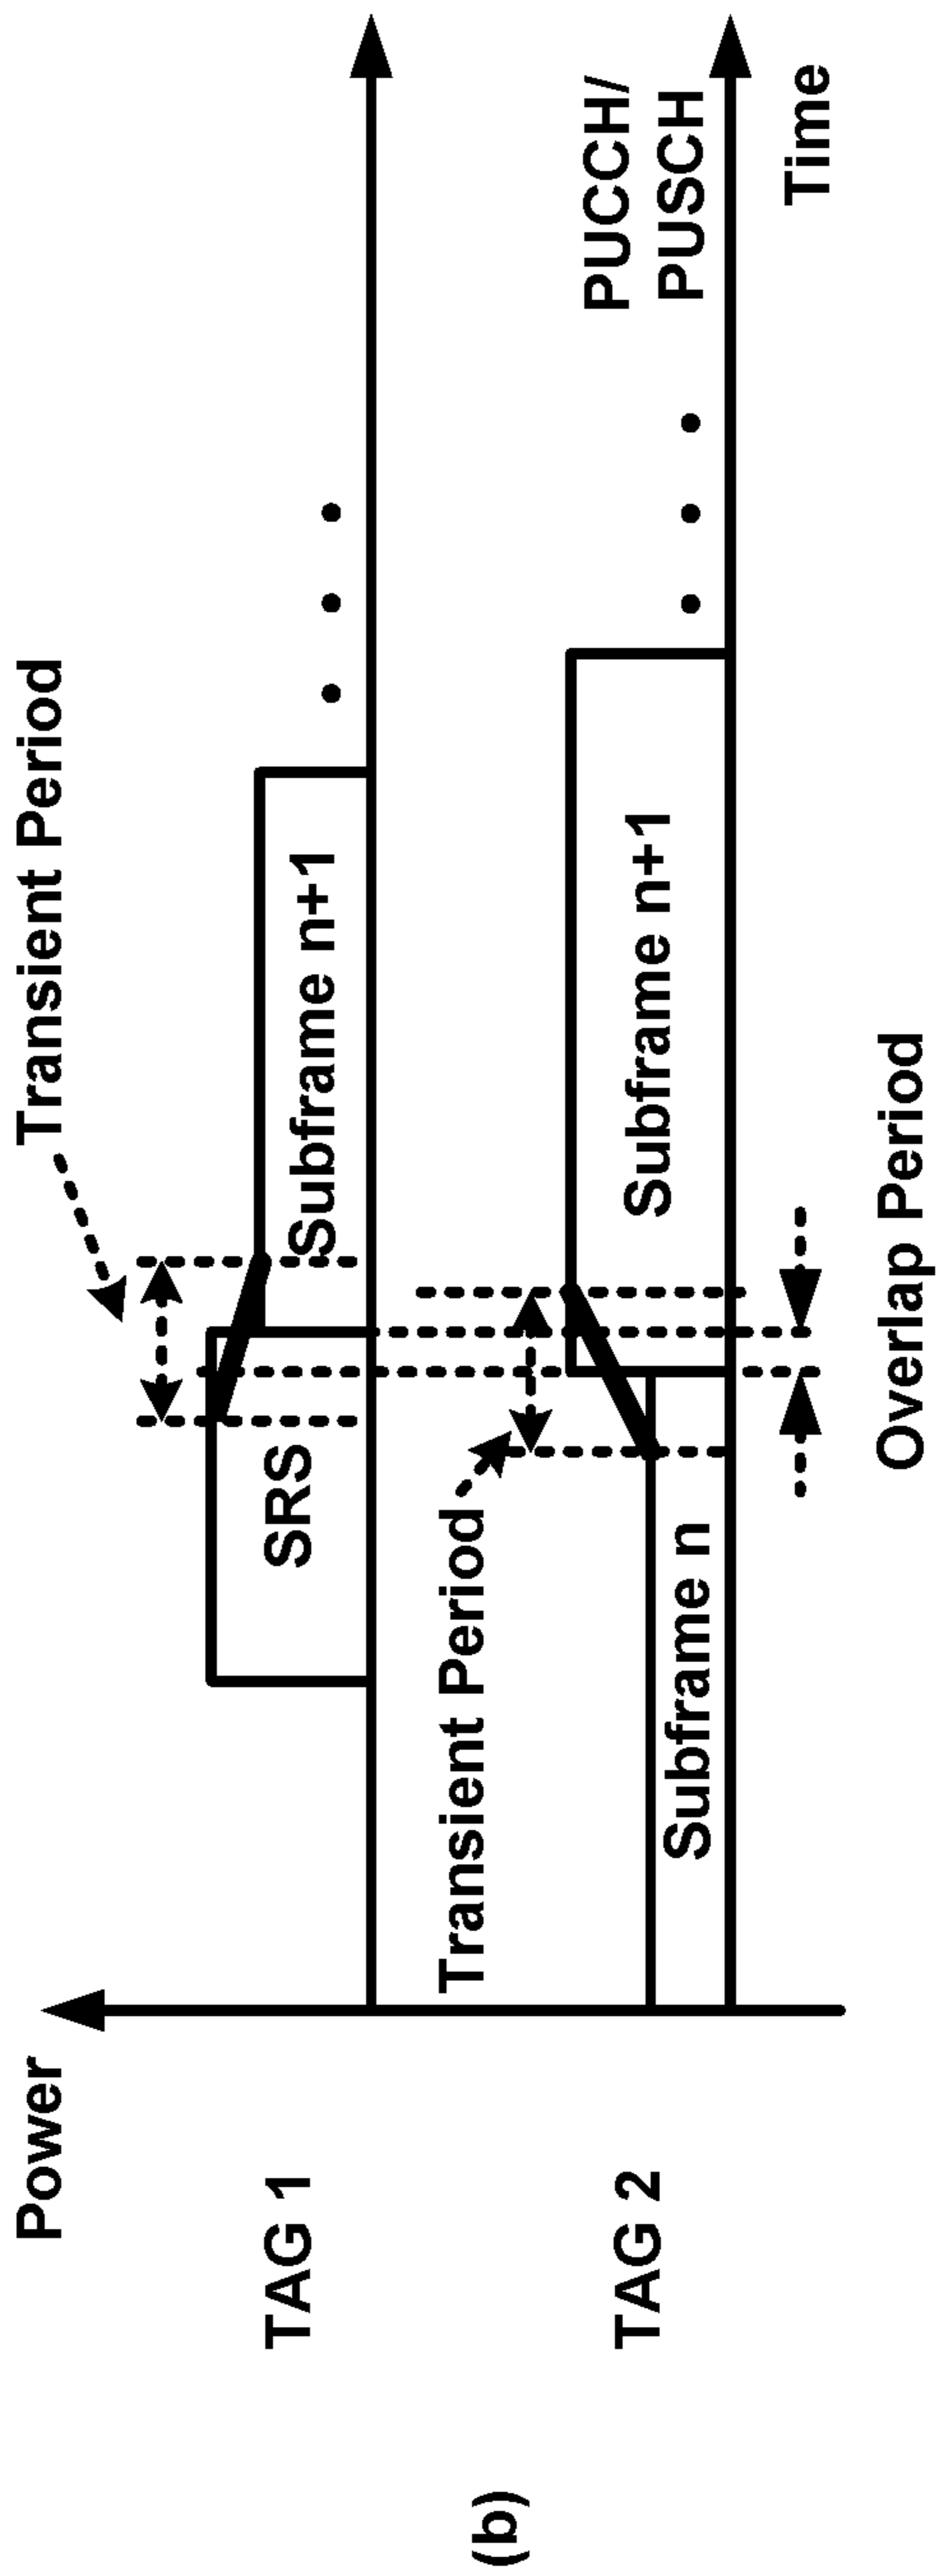 Power
Transient Period
TAG 1
SRS
Subframe n+1
Transient Period
PUCCH/
PUSCH
TAG 2
Subframe n
Subframe n+1
Time
Overlap Period
(b)